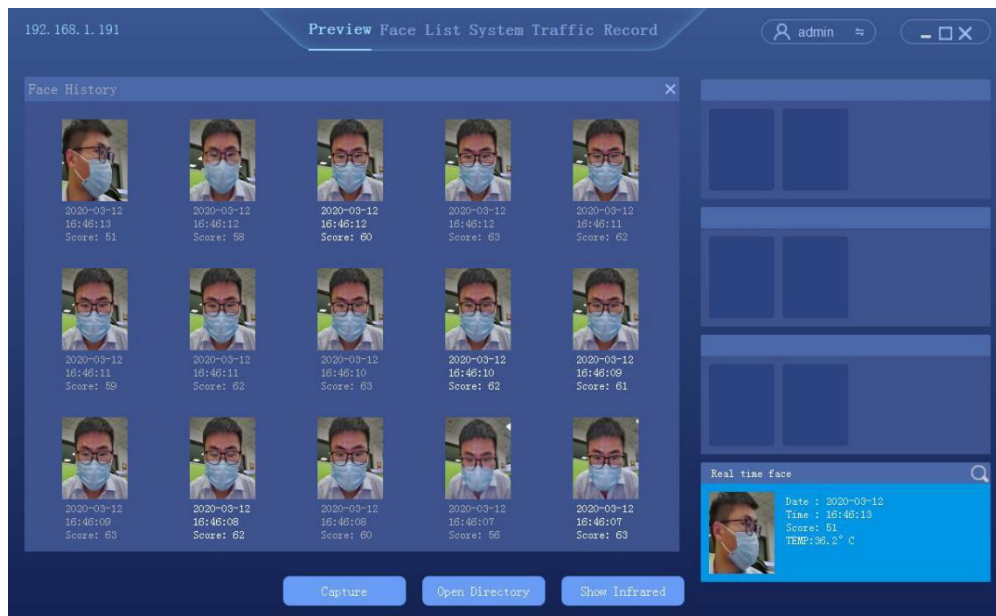 192.168.1.191
Preview Face List System Traffic Record
admin
Face History
2020-03-12
16:46:13
Score: 51
2020-03-12
16:46:12
Score: 58
2020-03-12
16:46:12
Score: 60
2020-03-12
16:46:12
Score: 63
2020-03-12
16:46:11
Score: 62
2020-03-12
16:46:11
Score: 59
2020-03-12
16:46:11
Score: 62
2020-03-12
16:46:10
Score: 63
2020-03-12
16:46:10
Score: 62
2020-03-12
16:46:09
Score: 61
2020-03-12
16:46:09
Score: 63
2020-03-12
16:46:08
Score: 62
2020-03-12
16:46:08
Score: 60
2020-03-12
16:46:07
Score: 56
2020-03-12
16:46:07
Score: 63
Real time face
Date : 2020-03-12
Time : 16:46:13
Score: 51
TEMP:36.2° C
Capture
Open Directory
Show Infrared